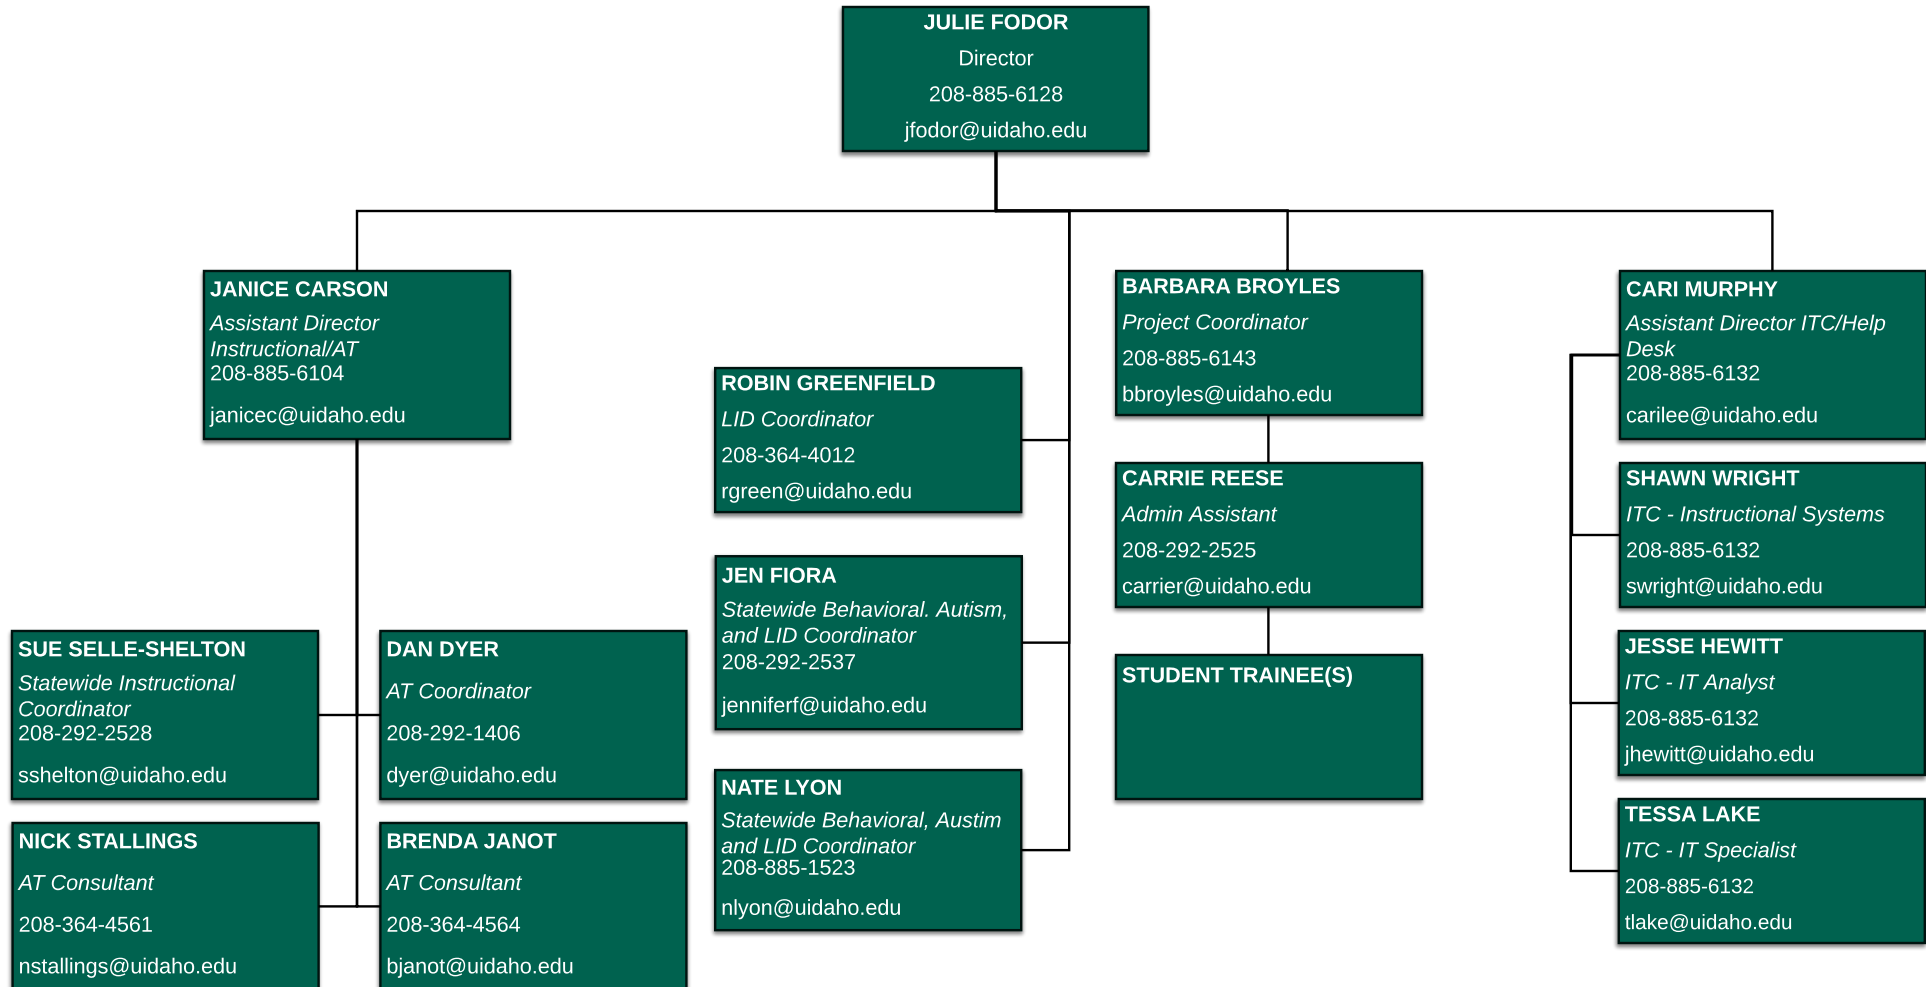 JULIE FODOR
Director
208-885-6128
jfodor@uidaho.edu
JANICE CARSON
Assistant Director
Instructional/AT
208-885-6104
janicec@uidaho.edu
SUE SELLE-SHELTON
Statewide Instructional
Coordinator
208-292-2528
sshelton@uidaho.edu
DAN DYER
AT Coordinator
208-292-1406
dyer@uidaho.edu
NICK STALLINGS
AT Consultant
208-364-4561
nstallings@uidaho.edu
BRENDA JANOT
AT Consultant
208-364-4564
bjanot@uidaho.edu
ROBIN GREENFIELD
LID Coordinator
208-364-4012
rgreen@uidaho.edu
JEN FIORA
Statewide Behavioral. Autism,
and LID Coordinator
208-292-2537
jenniferf@uidaho.edu
NATE LYON
Statewide Behavioral, Austim
and LID Coordinator
208-885-1523
nlyon@uidaho.edu
BARBARA BROYLES
Project Coordinator
208-885-6143
bbroyles@uidaho.edu
CARRIE REESE
Admin Assistant
208-292-2525
carrier@uidaho.edu
STUDENT TRAINEE(S)
CARI MURPHY
Assistant Director ITC/Help
Desk
208-885-6132
carilee@uidaho.edu
SHAWN WRIGHT
ITC - Instructional Systems
208-885-6132
swright@uidaho.edu
JESSE HEWITT
ITC - IT Analyst
208-885-6132
jhewitt@uidaho.edu
TESSA LAKE
ITC - IT Specialist
208-885-6132
tlake@uidaho.edu